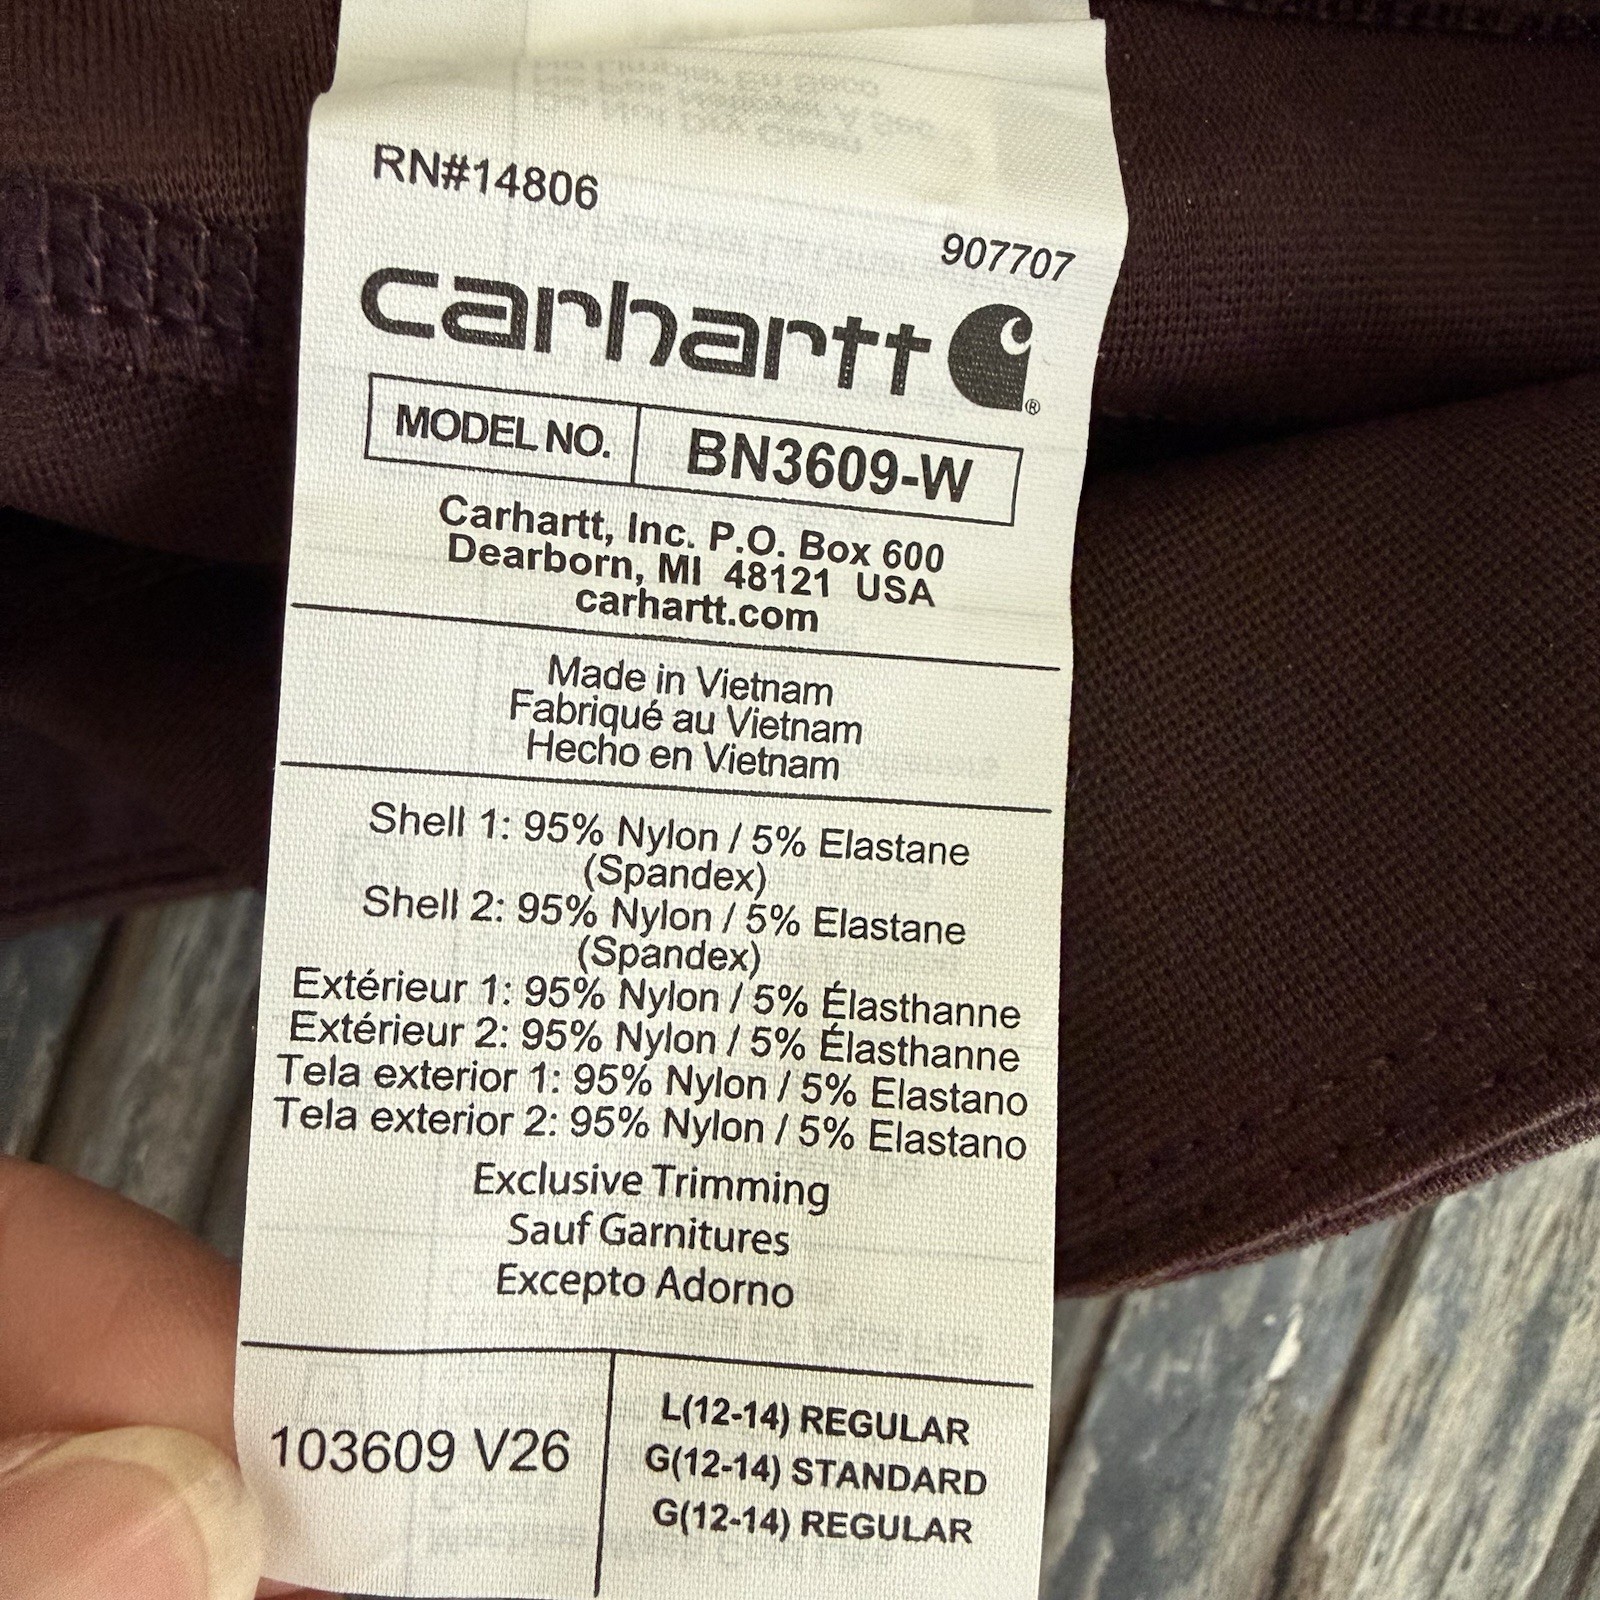 RN#14806
907707
carhartt
®
MODEL NO. BN3609-W
Carhartt, Inc. P.O. Box 600
Dearborn, MI 48121 USA
carhartt.com
Made in Vietnam
Fabriqué au Vietnam
Hecho en Vietnam
Shell 1: 95% Nylon / 5% Elastane
(Spandex)
Shell 2: 95% Nylon / 5% Elastane
(Spandex)
Extérieur 1: 95% Nylon / 5% Élasthanne
Extérieur 2: 95% Nylon / 5% Élasthanne
Tela exterior 1: 95% Nylon / 5% Elastano
Tela exterior 2: 95% Nylon / 5% Elastano
Exclusive Trimming
Sauf Garnitures
Excepto Adorno
103609 V26
L(12-14) REGULAR
G(12-14) STANDARD
G(12-14) REGULAR